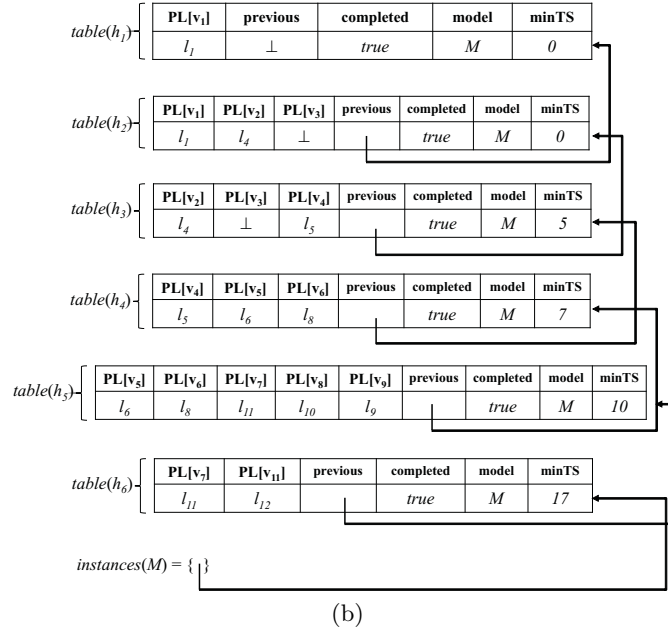 PL[v₁] previous completed model minTS
table(h₁) l₁ ⊥ true M 0
PL[v₁] PL[v₂] PL[v₃] previous completed model minTS
table(h₂) l₁ l₄ ⊥ true M 0
PL[v₂] PL[v₃] PL[v₄] previous completed model minTS
table(h₃) l₄ ⊥ l₅ true M 5
PL[v₄] PL[v₅] PL[v₆] previous completed model minTS
table(h₄) l₅ l₆ l₈ true M 7
PL[v₅] PL[v₆] PL[v₇] PL[v₈] PL[v₉] previous completed model minTS
table(h₅) l₆ l₈ l₁₁ l₁₀ l₉ true M 10
PL[v₇] PL[v₁₁] previous completed model minTS
table(h₆) l₁₁ l₁₂ true M 17
instances(M) = { }
(b)